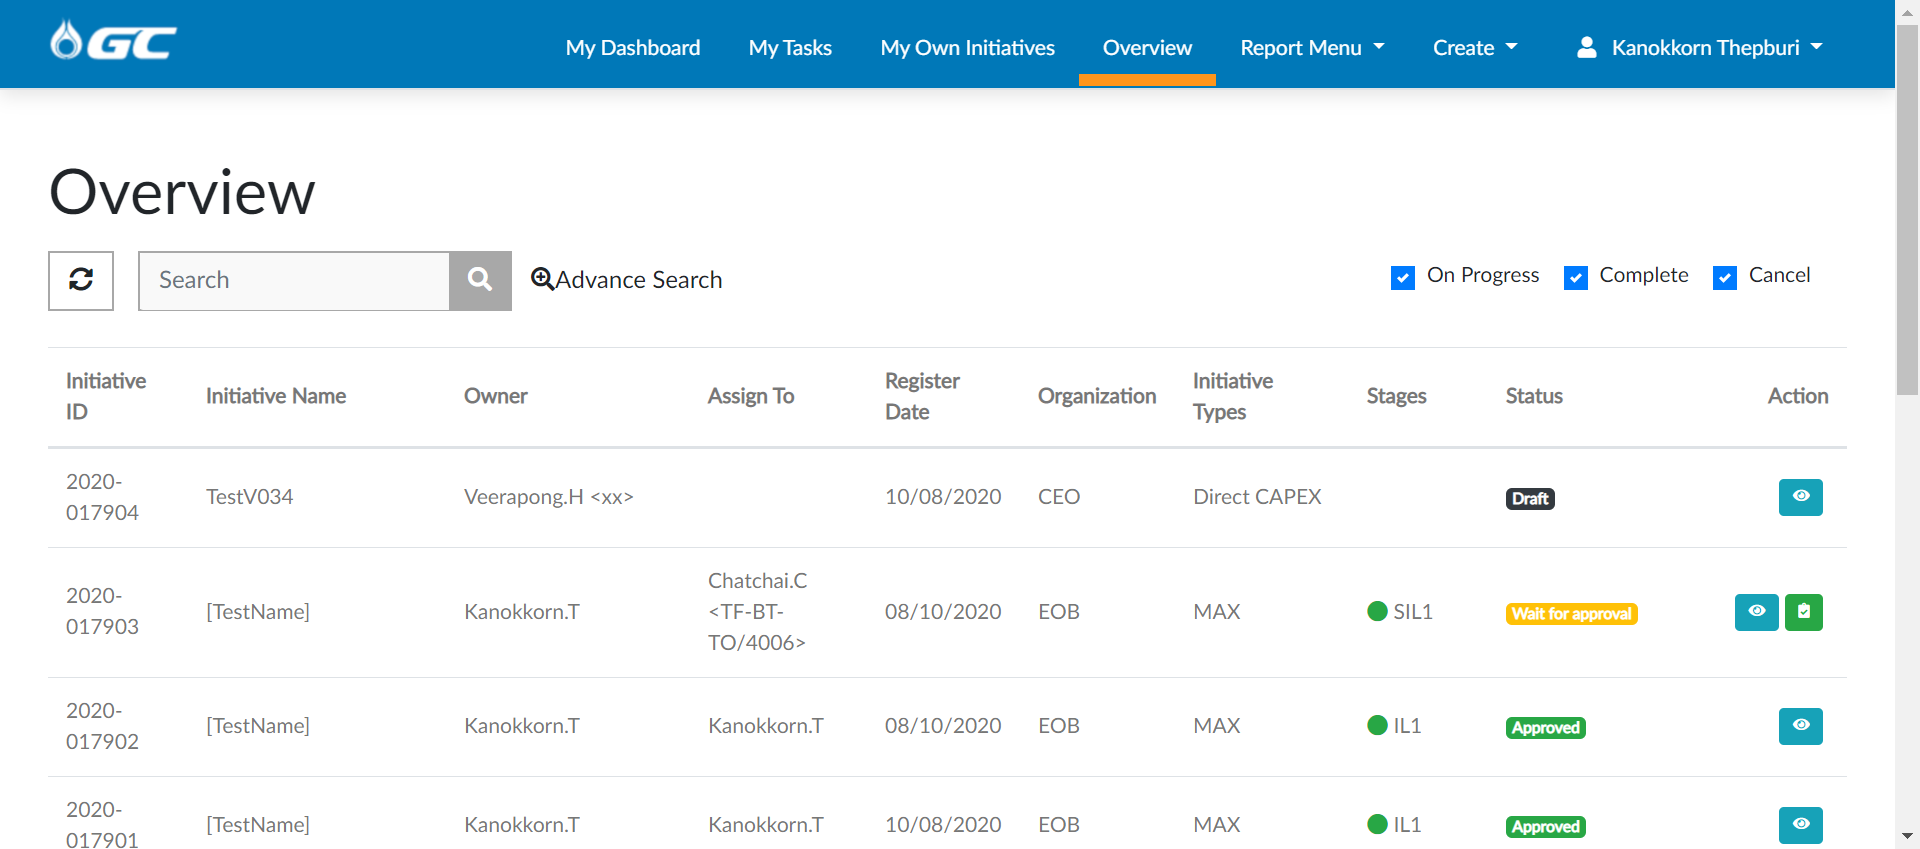 GC
My Dashboard My Tasks My Own Initiatives Overview Report Menu Create Kanokkorn Thepburi
Overview
Search Advance Search On Progress Complete Cancel
Initiative ID Initiative Name Owner Assign To Register Date Organization Initiative Types Stages Status Action
2020-017904 TestV034 Veerapong.H <xx> 10/08/2020 CEO Direct CAPEX Draft
2020-017903 [TestName] Kanokkorn.T Chatchai.C <TF-BT-TO/4006> 08/10/2020 EOB MAX SIL1 Wait for approval
2020-017902 [TestName] Kanokkorn.T Kanokkorn.T 08/10/2020 EOB MAX IL1 Approved
2020-017901 [TestName] Kanokkorn.T Kanokkorn.T 10/08/2020 EOB MAX IL1 Approved